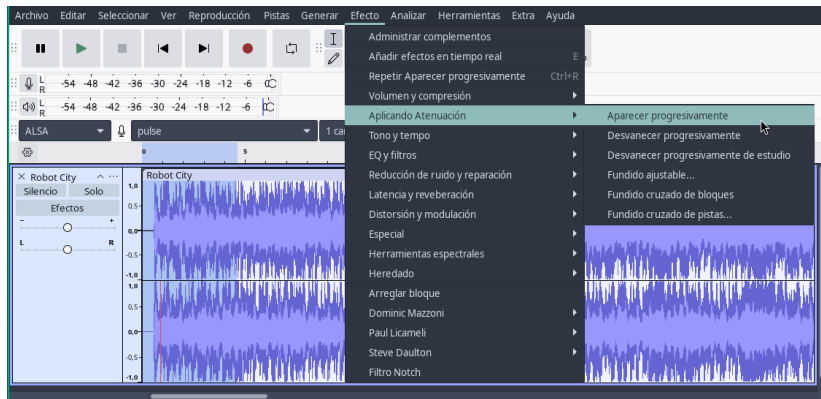 Archivo Editar Seleccionar Ver Reproducción Pistas Generar Efecto Analizar Herramientas Extra Ayuda
Administrar complementos
Añadir efectos en tiempo real E
Repetir Aparecer progresivamente Ctrl+R
Volumen y compresión
Aplicando Atenuación
Tono y tempo
EQ y filtros
Reducción de ruido y reparación
Latencia y reveberación
Distorsión y modulación
Especial
Herramientas espectrales
Heredado
Arreglar bloque
Dominic Mazzoni
Paul Licameli
Steve Daulton
Filtro Notch
Aparecer progresivamente
Desvanecer progresivamente
Desvanecer progresivamente de estudio
Fundido ajustable...
Fundido cruzado de bloques
Fundido cruzado de pistas...
L R -54 -48 -42 -36 -30 -24 -18 -12 -6
L R -54 -48 -42 -36 -30 -24 -18 -12 -6
ALSA pulse
0 5
Robot City ... Robot City
Silencio Solo
Efectos
- +
L R
1,0
0,5
0,0
-0,5
-1,0
1,0
0,5
0,0
-0,5
-1,0